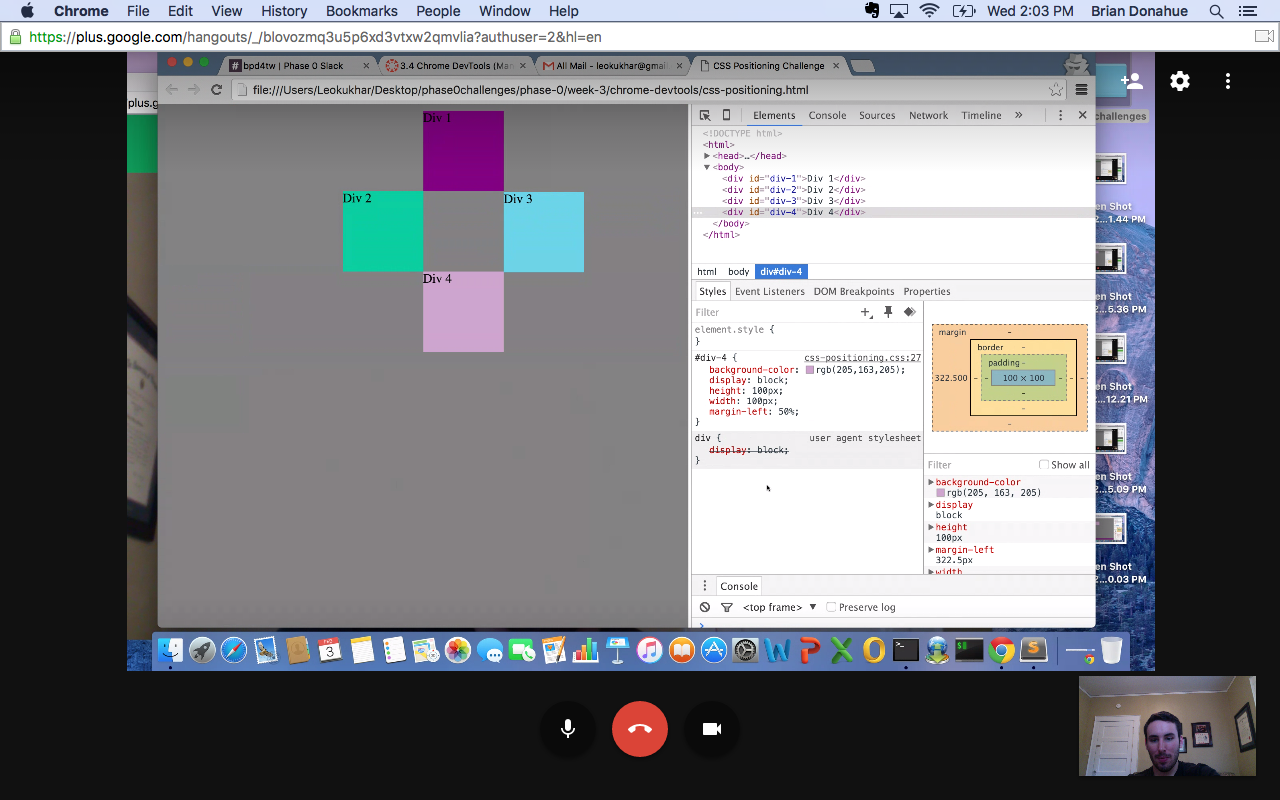 Chrome File Edit View History Bookmarks People Window Help Wed 2:03 PM Brian Donahue
https://plus.google.com/hangouts/_/blovozmq3u5p6xd3vtxw2qmvlia?authuser=2&hl=en
bpd4tw | Phase 0 Slack
3.4 Chrome DevTools (Man
All Mail - leokukhar@gmail.
CSS Positioning Challenge
plus.g
file:///Users/Leokukhar/Desktop/phase0challenges/phase-0/week-3/chrome-devtools/css-positioning.html
challenges
Div 1
Div 2
Div 3
Div 4
Elements Console Sources Network Timeline »
<!DOCTYPE html>
<html>
<head>…</head>
<body>
<div id="div-1">Div 1</div>
<div id="div-2">Div 2</div>
<div id="div-3">Div 3</div>
<div id="div-4">Div 4</div>
</body>
</html>
html body div#div-4
Styles Event Listeners DOM Breakpoints Properties
Filter
element.style {
}
#div-4 { css-positioning.css:27
background-color: rgb(205,163,205);
display: block;
height: 100px;
width: 100px;
margin-left: 50%;
}
div { user agent stylesheet
display: block;
}
margin -
border -
padding -
322.500 - - 100 × 100 - - -
-
-
-
Filter Show all
background-color
rgb(205, 163, 205)
display
block
height
100px
margin-left
322.5px
width
Console
<top frame> ▼ Preserve log
>
en Shot
2...1.44 PM
en Shot
2...5.36 PM
en Shot
2...12.21 PM
en Shot
2...5.09 PM
en Shot
2...0.03 PM
3